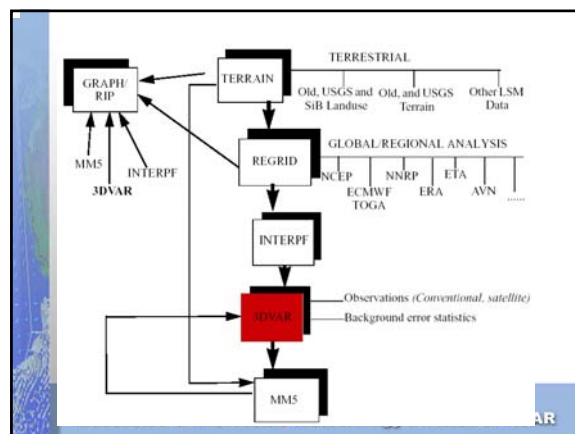 TERRESTRIAL
GRAPH/
RIP
TERRAIN
Old, USGS and
SiB Landuse
Old, and USGS
Terrain
Other LSM
Data
GLOBAL/REGIONAL ANALYSIS
MM5
3DVAR
INTERPF
REGRID
NCEP
ECMWF
TOGA
NNRP
ERA
ETA
AVN
......
INTERPF
3DVAR
Observations (Conventional, satellite)
Background error statistics
MM5
AR